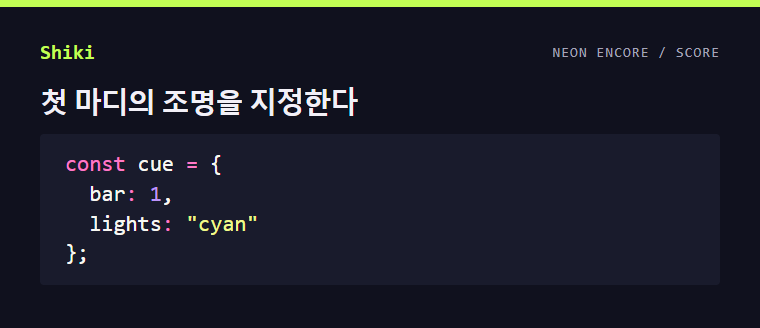 Shiki
NEON ENCORE / SCORE
첫 마디의 조명을 지정한다
const cue = {
  bar: 1,
  lights: "cyan"
};